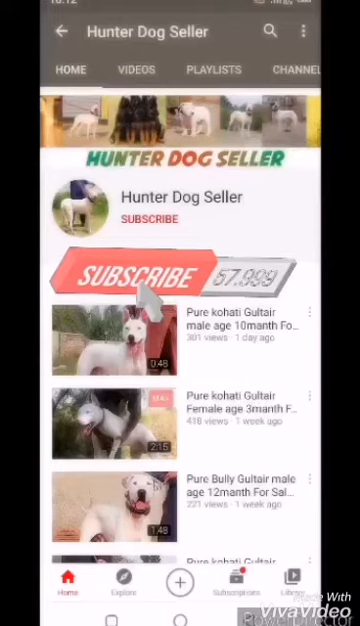 Hunter Dog Seller
HOME
VIDEOS
PLAYLISTS
CHANNEL
HUNTER DOG SELLER
Hunter Dog Seller
SUBSCRIBE
SUBSCRIBE
67.999
Pure kohati Gultair
male age 10manth Fo...
301 views • 1 day ago
0:48
Pure kohati Gultair
Female age 3manth F...
418 views • 1 week ago
2:15
Pure Bully Gultair male
age 12manth For Sal...
221 views • 1 week ago
1:48
Pure kohati Gultair
Home
Explore
Subscriptions
Library
Made With
VivaVideo